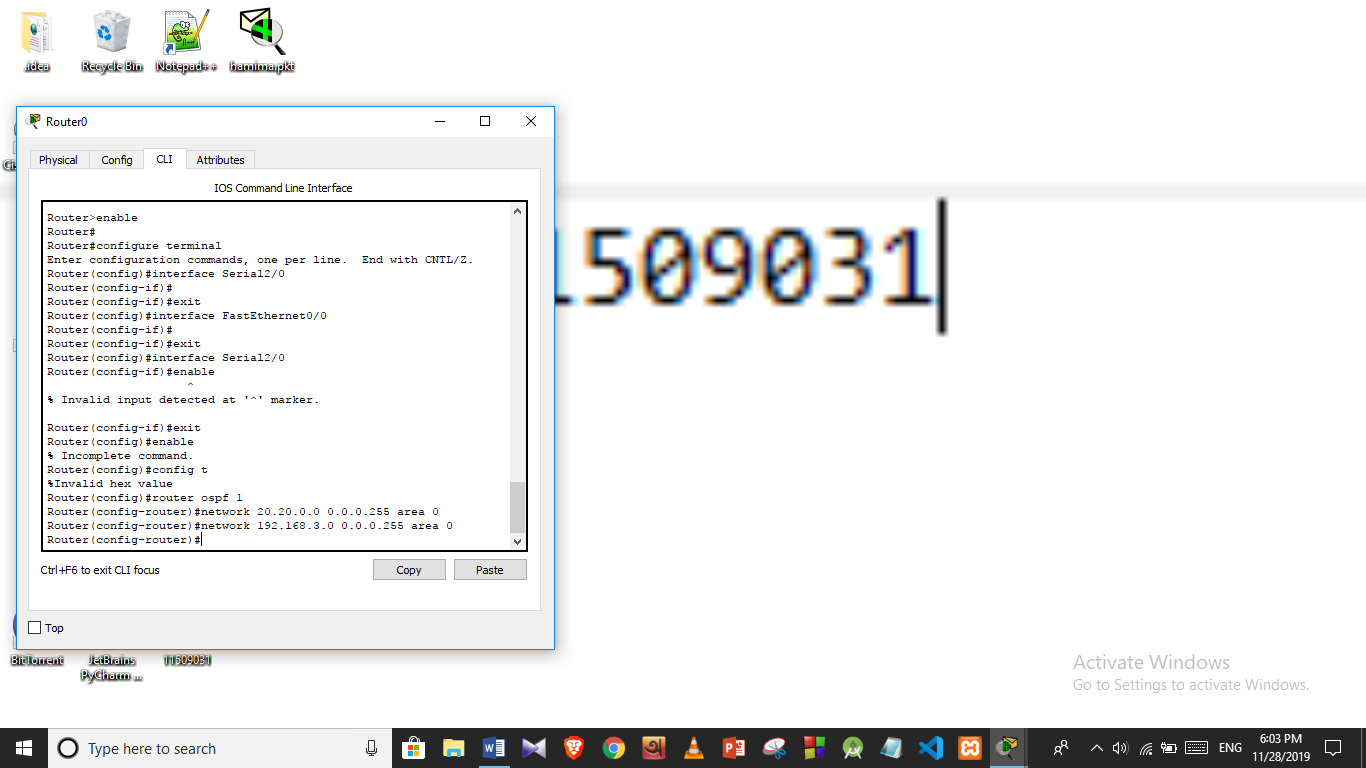 .idea
Recycle Bin
Notepad++
hamima.pkt
Router0
Physical
Config
CLI
Attributes
IOS Command Line Interface
Router>enable
Router#
Router#configure terminal
Enter configuration commands, one per line.  End with CNTL/Z.
Router(config)#interface Serial2/0
Router(config-if)#
Router(config-if)#exit
Router(config)#interface FastEthernet0/0
Router(config-if)#
Router(config-if)#exit
Router(config)#interface Serial2/0
Router(config-if)#enable
^
% Invalid input detected at '^' marker.
Router(config-if)#exit
Router(config)#enable
% Incomplete command.
Router(config)#config t
%Invalid hex value
Router(config)#router ospf 1
Router(config-router)#network 20.20.0.0 0.0.0.255 area 0
Router(config-router)#network 192.168.3.0 0.0.0.255 area 0
Router(config-router)#
Ctrl+F6 to exit CLI focus
Copy
Paste
Top
1509031
BitTorrent
JetBrains
PyCharm ...
11509031
Activate Windows
Go to Settings to activate Windows.
Type here to search
ENG
6:03 PM
11/28/2019